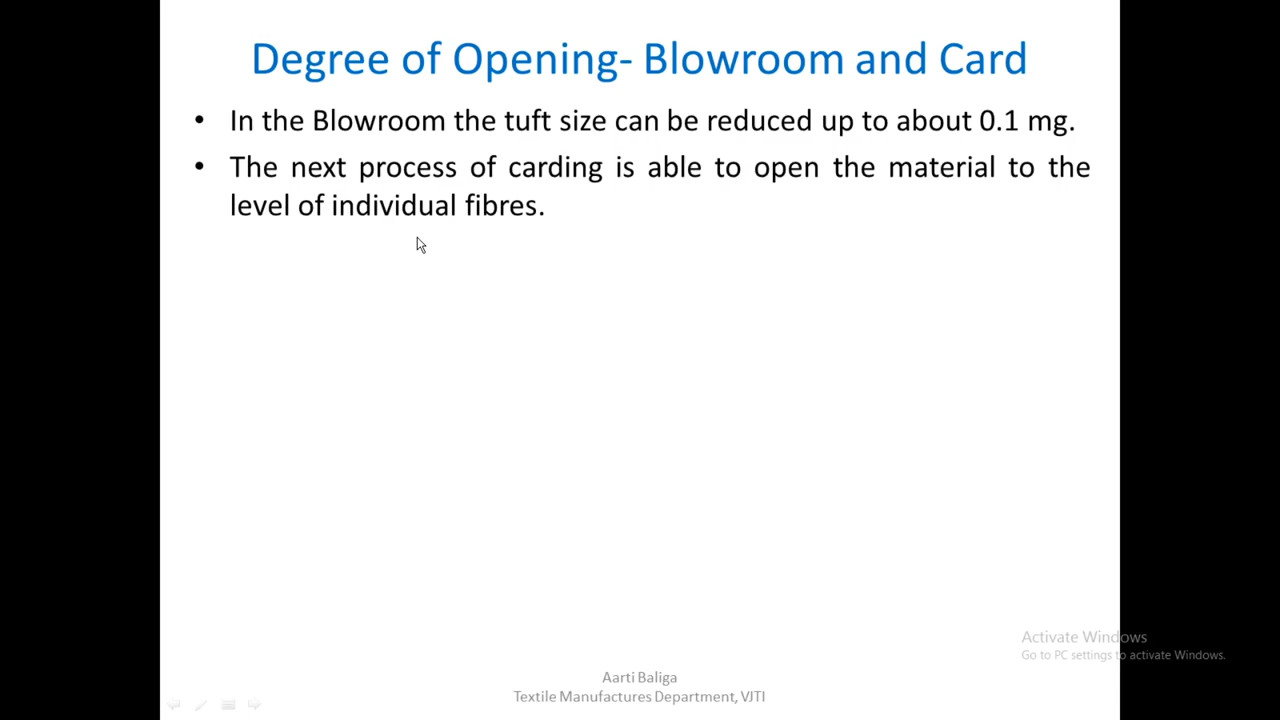 Degree of Opening- Blowroom and Card
• In the Blowroom the tuft size can be reduced up to about 0.1 mg.
• The next process of carding is able to open the material to the
level of individual fibres.
Activate Windows
Go to PC settings to activate Windows.
Aarti Baliga
Textile Manufactures Department, VJTI